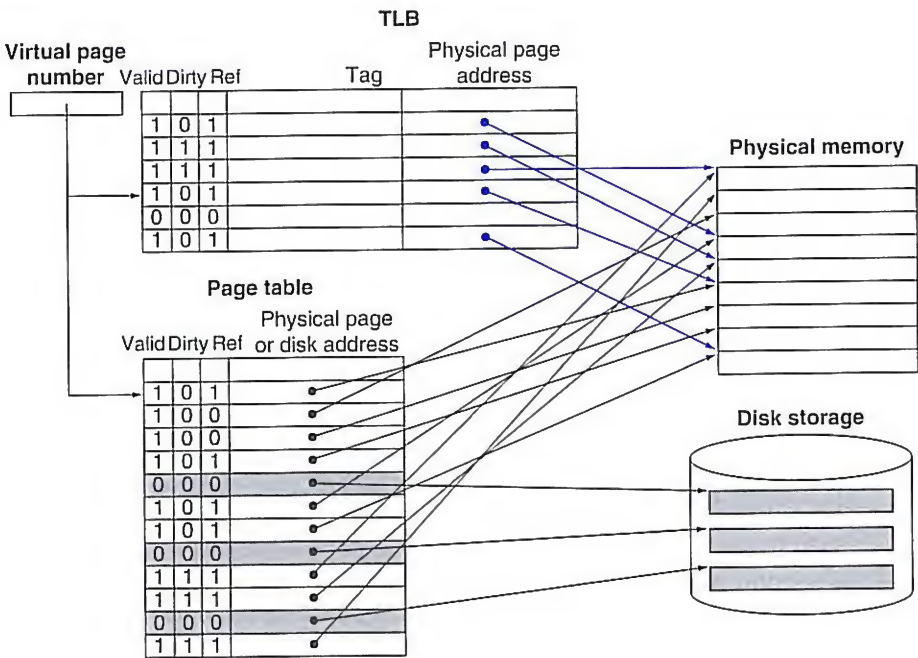 TLB
Virtual page
number
Valid Dirty Ref
Tag
Physical page
address
1 0 1
1 1 1
1 1 1
1 0 1
0 0 0
1 0 1
Physical memory
Page table
Valid Dirty Ref
Physical page
or disk address
1 0 1
1 0 0
1 0 0
1 0 1
0 0 0
1 0 1
1 0 1
0 0 0
1 1 1
1 1 1
0 0 0
1 1 1
Disk storage